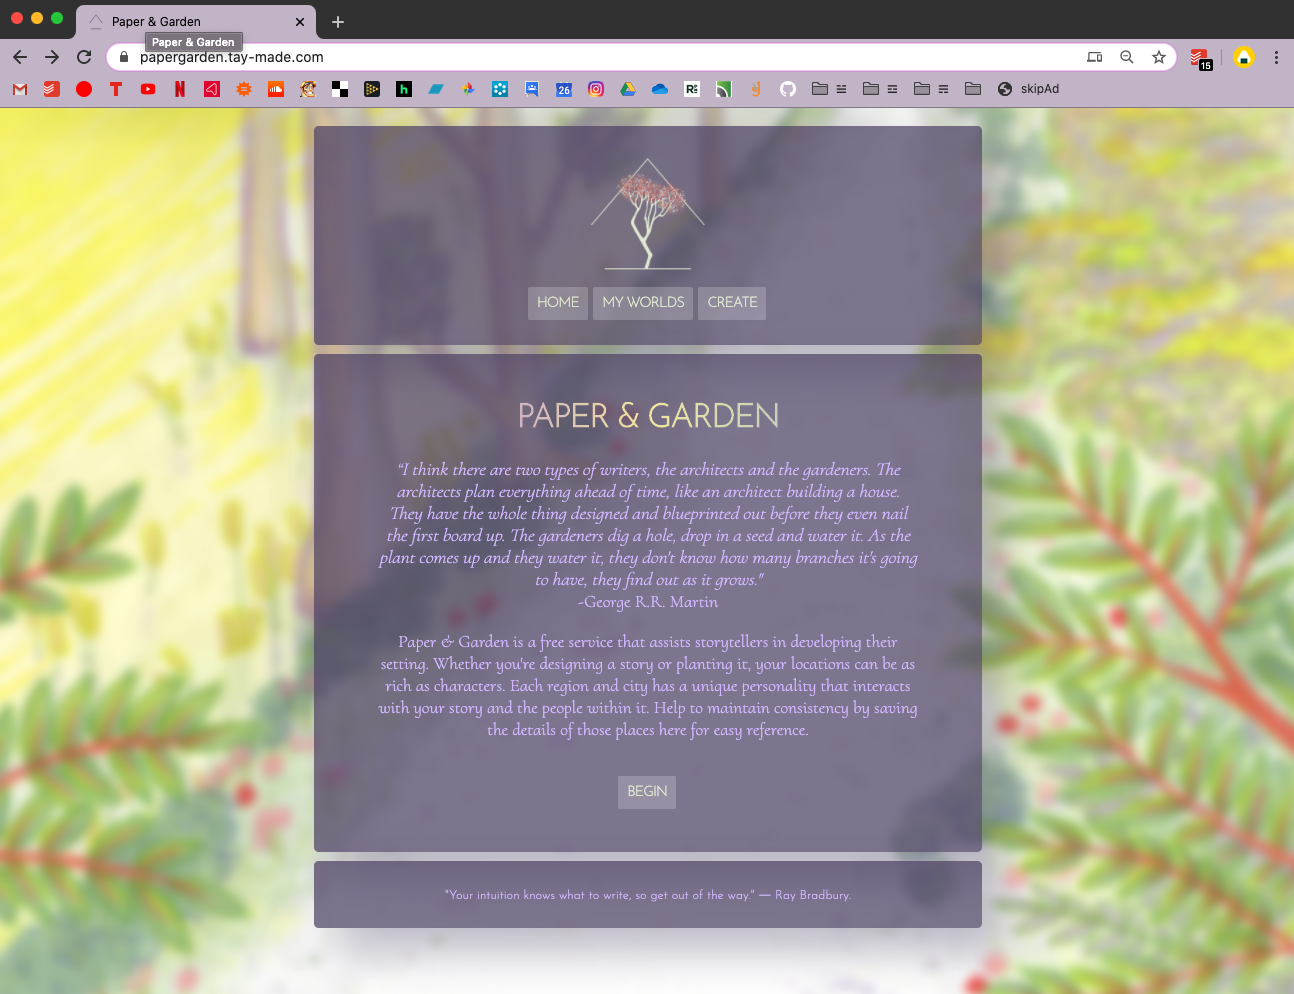 Paper & Garden
Paper & Garden
papergarden.tay-made.com
15
26
skipAd
HOME
MY WORLDS
CREATE
PAPER & GARDEN
“I think there are two types of writers, the architects and the gardeners. The
architects plan everything ahead of time, like an architect building a house.
They have the whole thing designed and blueprinted out before they even nail
the first board up. The gardeners dig a hole, drop in a seed and water it. As the
plant comes up and they water it, they don't know how many branches it's going
to have, they find out as it grows."
-George R.R. Martin
Paper & Garden is a free service that assists storytellers in developing their
setting. Whether you're designing a story or planting it, your locations can be as
rich as characters. Each region and city has a unique personality that interacts
with your story and the people within it. Help to maintain consistency by saving
the details of those places here for easy reference.
BEGIN
"Your intuition knows what to write, so get out of the way." — Ray Bradbury.